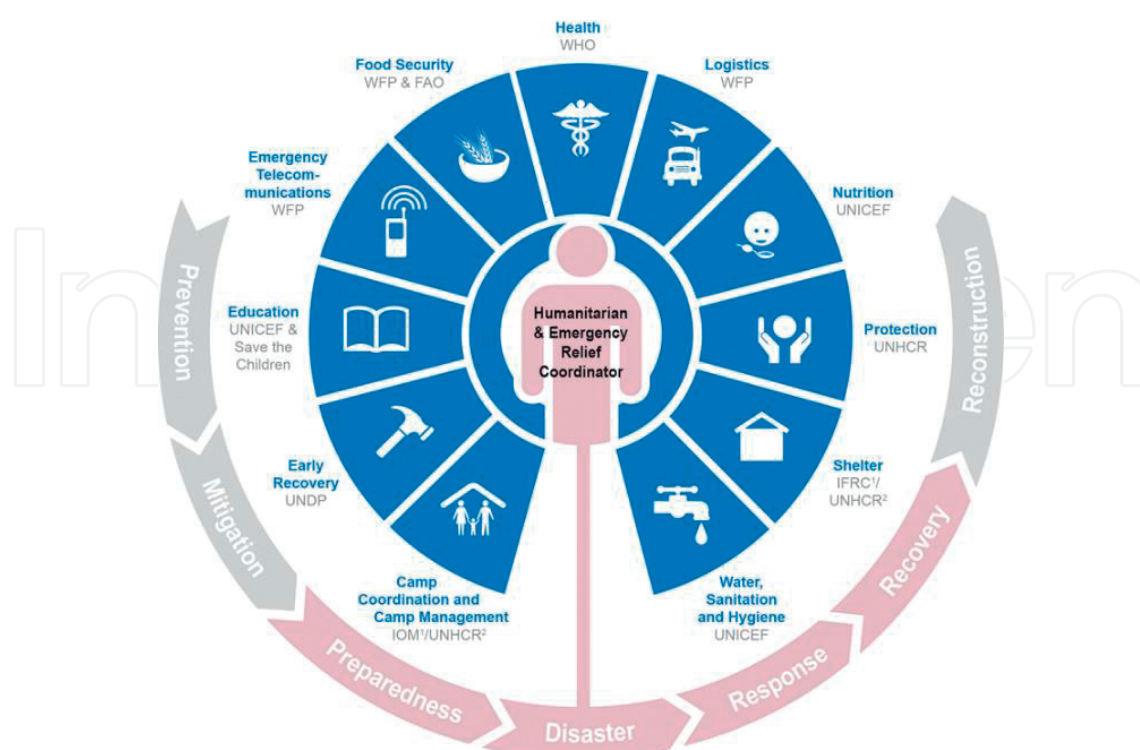 Health
WHO
Food Security
WFP & FAO
Logistics
WFP
Emergency
Telecom-
munications
WFP
Nutrition
UNICEF
Education
UNICEF &
Save the
Children
Protection
UNHCR
Humanitarian
& Emergency
Relief
Coordinator
Early
Recovery
UNDP
Shelter
IFRC¹/
UNHCR²
Camp
Coordination and
Camp Management
IOM¹/UNHCR²
Water,
Sanitation
and Hygiene
UNICEF
Prevention
Mitigation
Preparedness
Disaster
Response
Recovery
Reconstruction
In
en